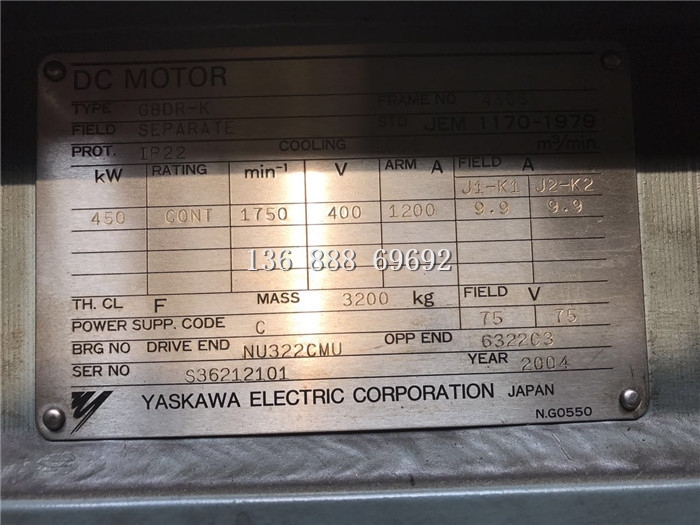 DC MOTOR
TYPE GBDR-K FRAME NO
FIELD SEPARATE STD. JEM 1170-1979
PROT. IP22 COOLING m³/min
kW RATING min⁻¹ V ARM A FIELD A
J1-K1 J2-K2
450 CONT 1750 400 1200 9.9 9.9
136 888 69692
TH. CL F MASS 3200 kg FIELD V
POWER SUPP. CODE C 75 75
BRG NO DRIVE END NU322CMU OPP END 6322C3
SER NO S36212101 YEAR 2004
YASKAWA ELECTRIC CORPORATION JAPAN
N.G0550